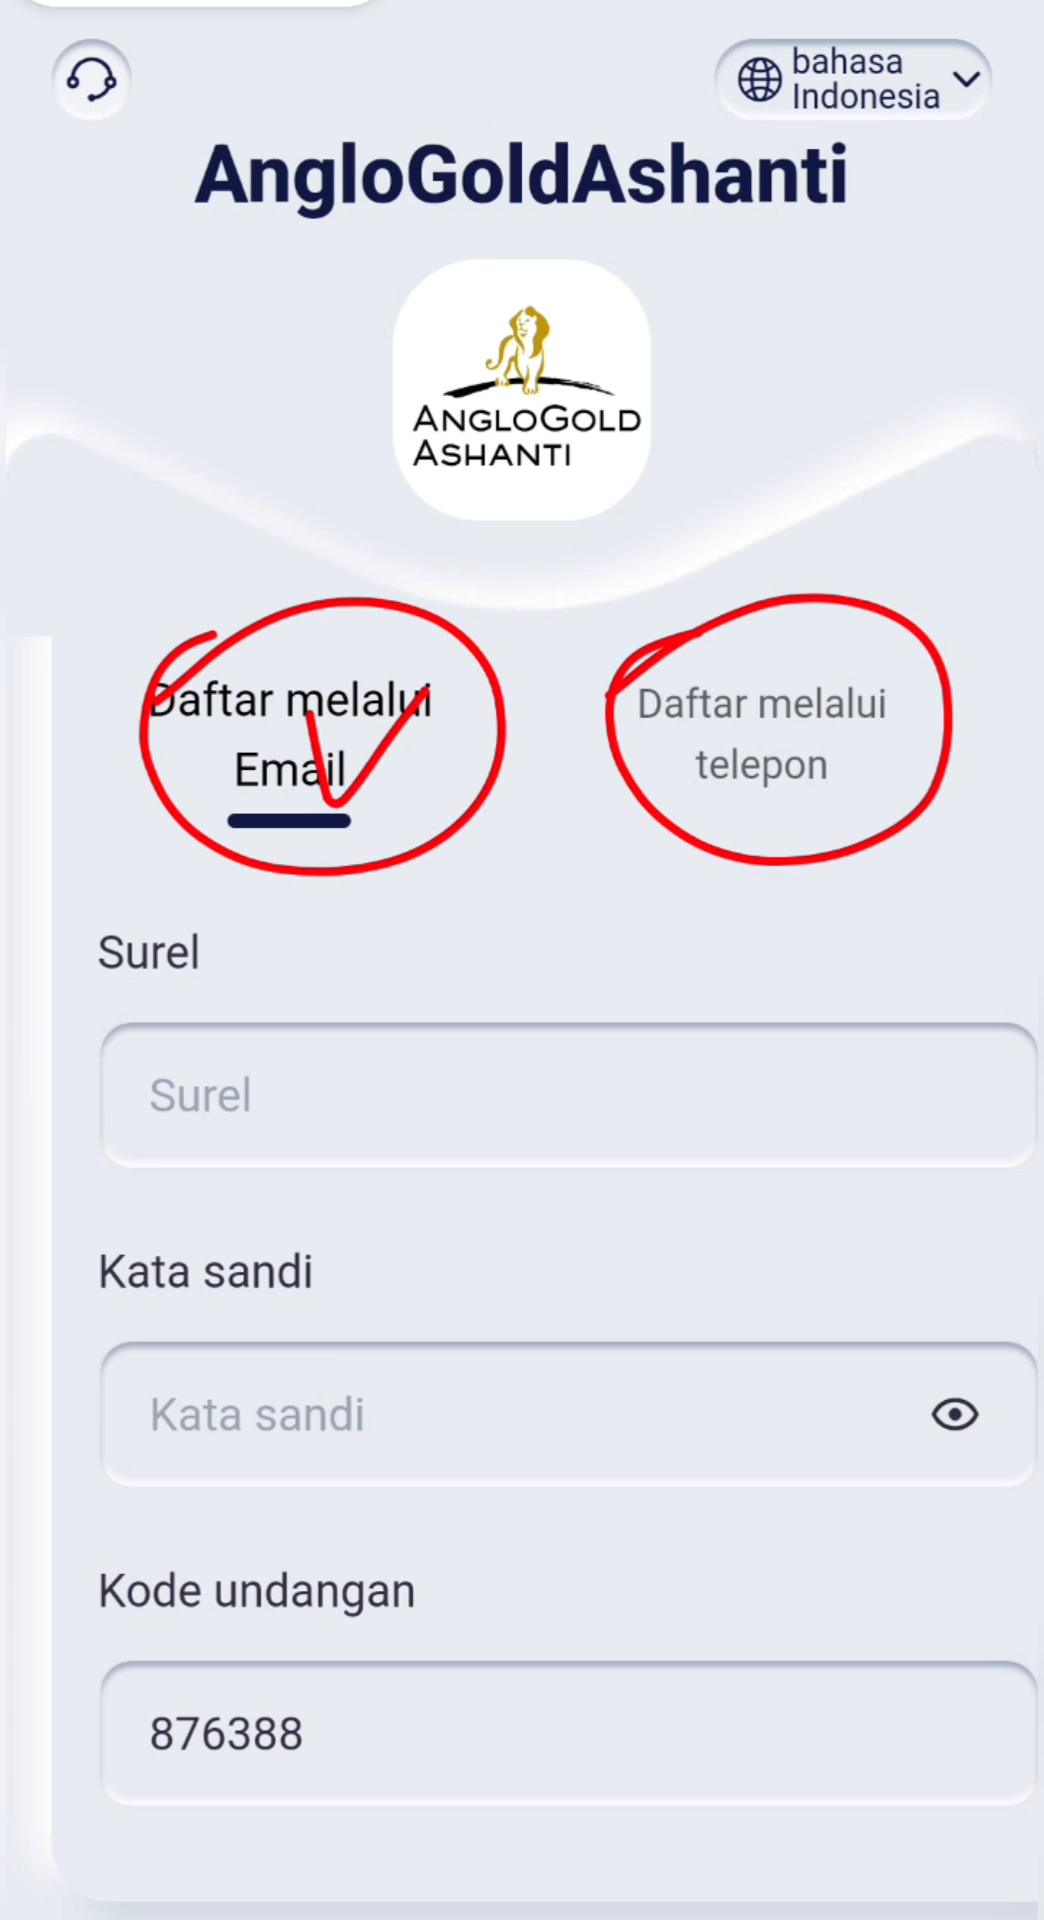 bahasa
Indonesia
AngloGoldAshanti
ANGLOGOLD
ASHANTI
Daftar melalui
Email
Daftar melalui
telepon
Surel
Surel
Kata sandi
Kata sandi
Kode undangan
876388